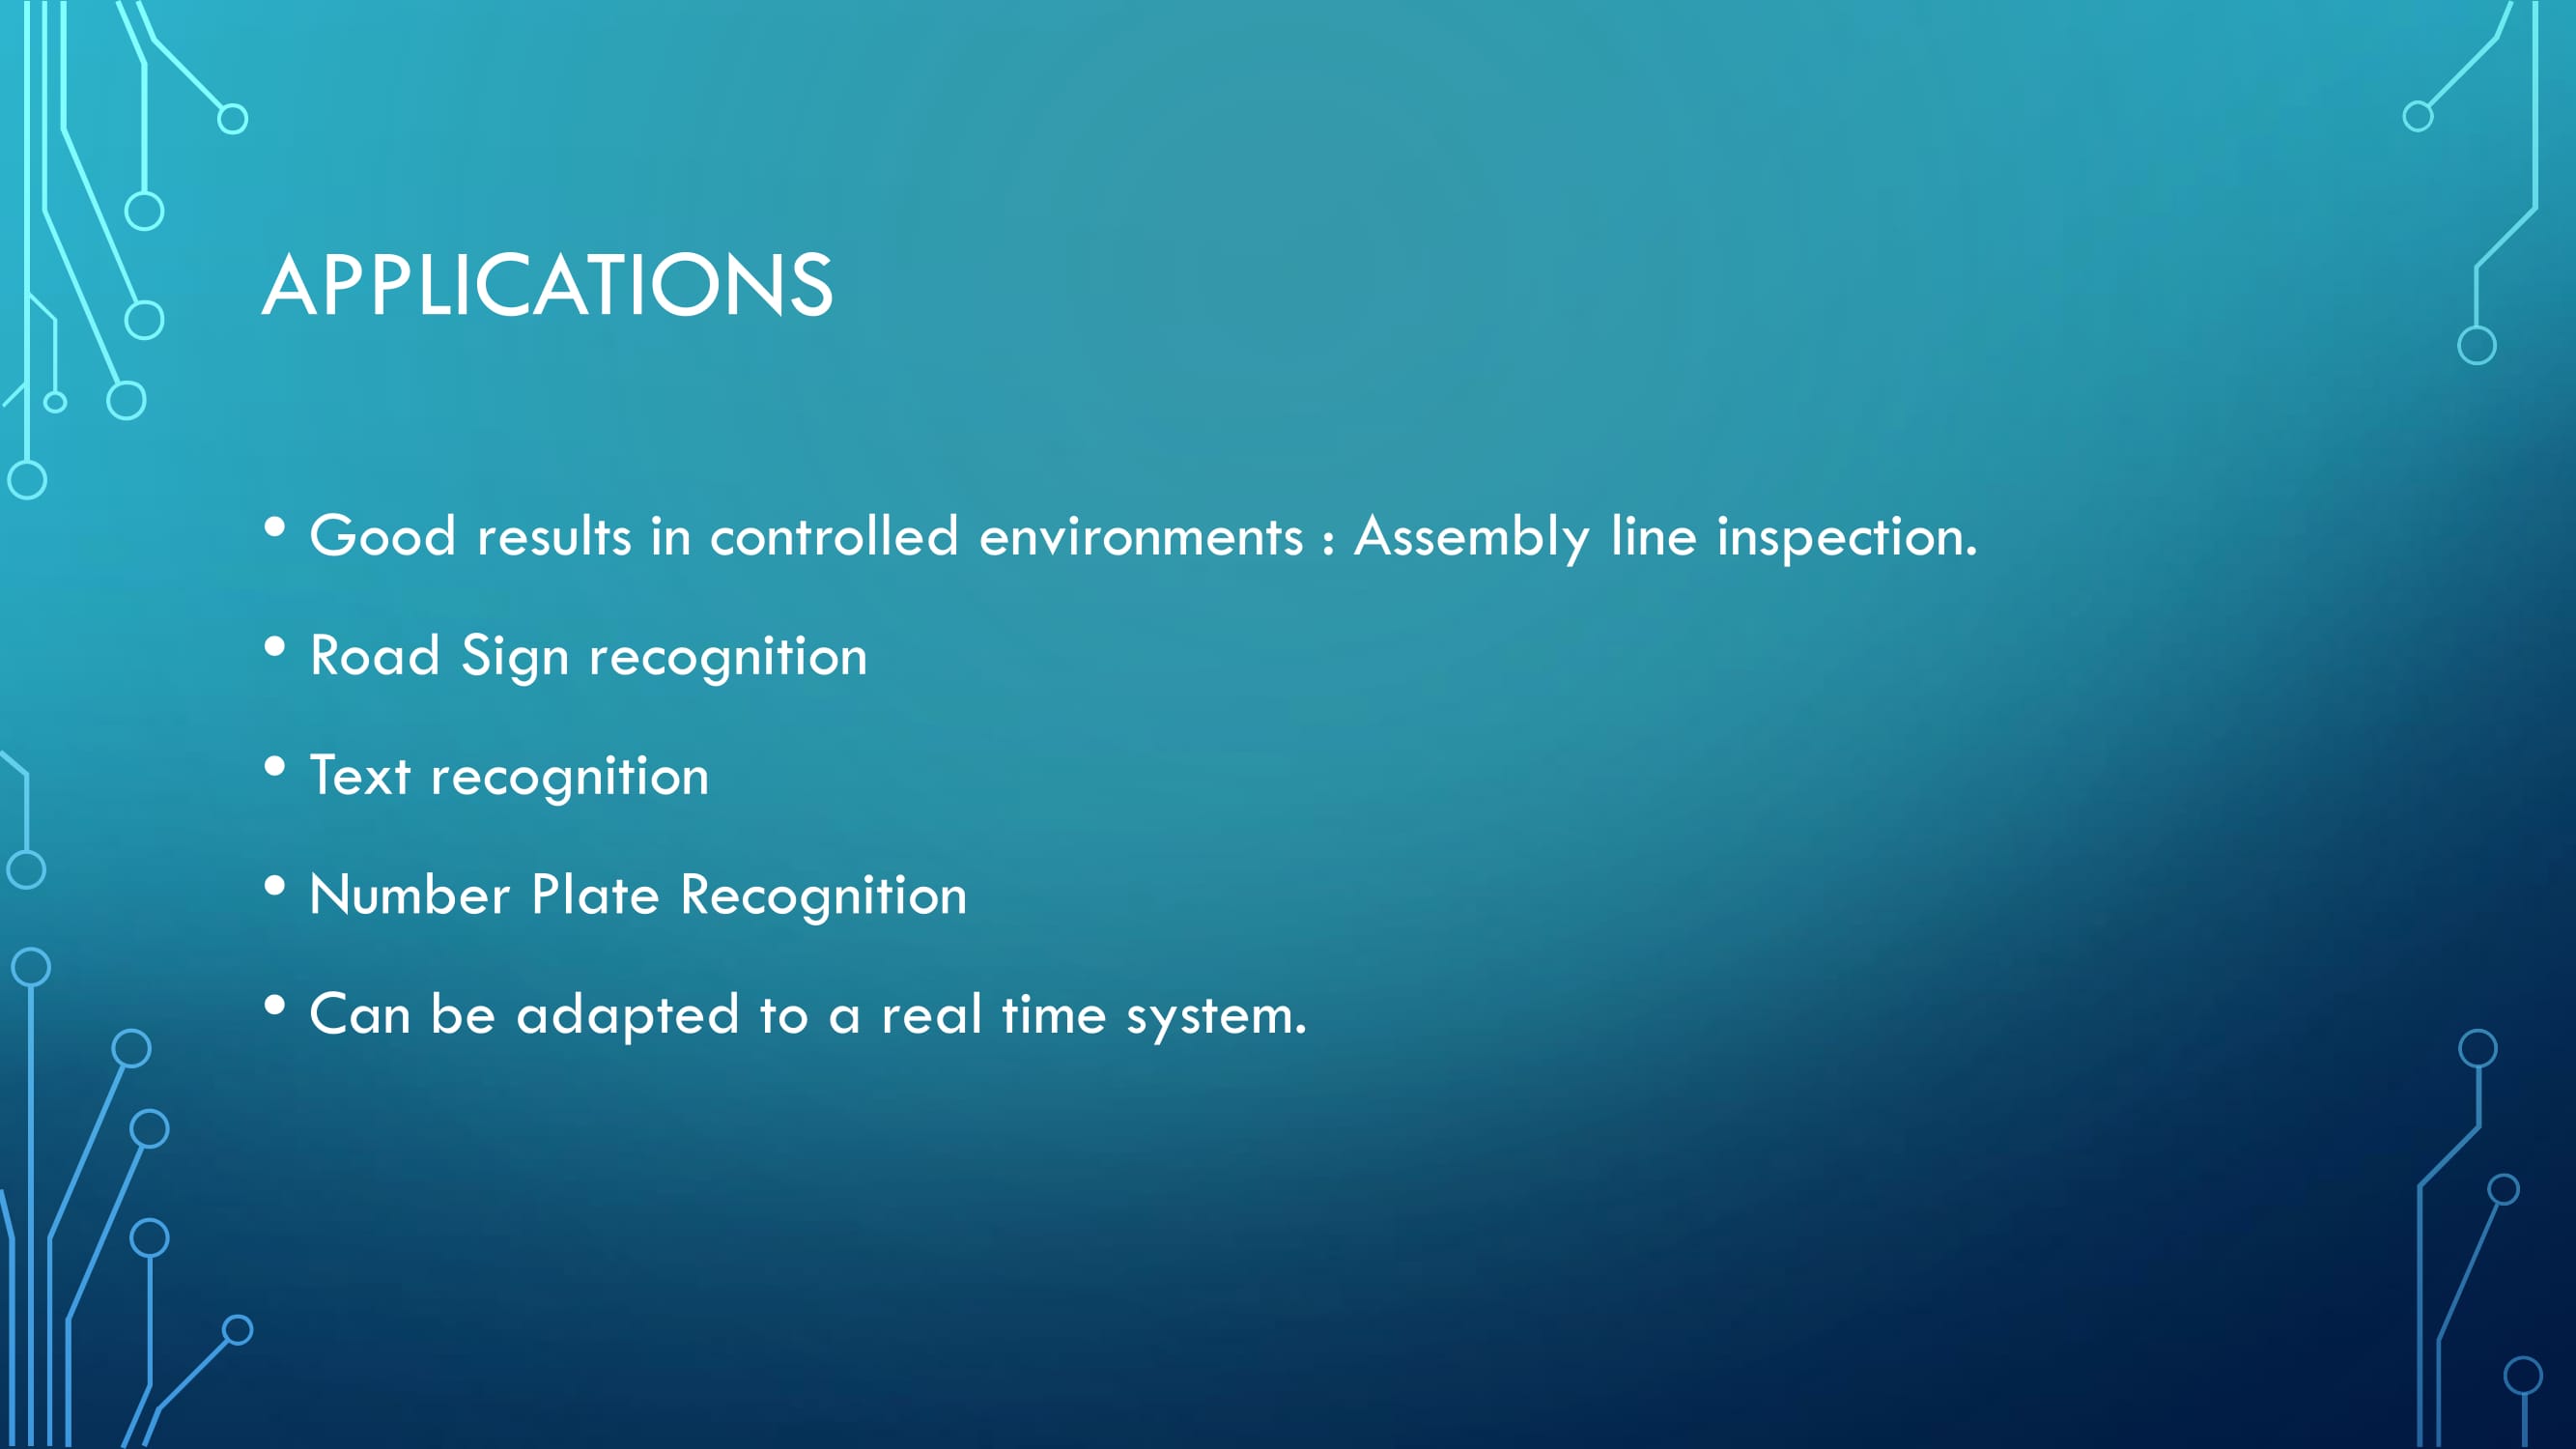 APPLICATIONS
• Good results in controlled environments : Assembly line inspection.
• Road Sign recognition
• Text recognition
• Number Plate Recognition
• Can be adapted to a real time system.